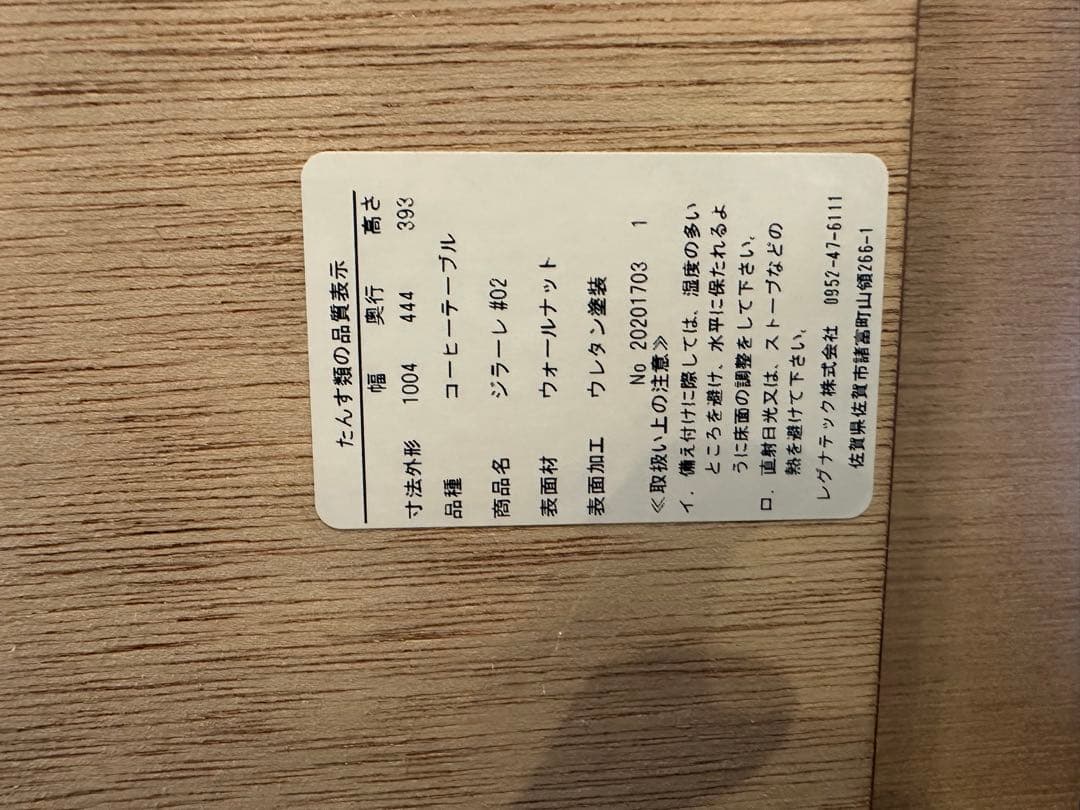 たんす類の品質表示
幅 奥行 高さ
寸法外形 1004 444 393
品種 コーヒーテーブル
商品名 ジラーレ #02
表面材 ウォールナット
表面加工 ウレタン塗装
No 20201703 1
≪取扱い上の注意≫
イ. 備え付けに際しては、湿度の多い
ところを避け、水平に保たれるよ
うに床面の調整をして下さい。
ロ. 直射日光又は、ストーブなどの
熱を避けて下さい。
レグナテック株式会社 0952-47-6111
佐賀県佐賀市諸富町山領266-1